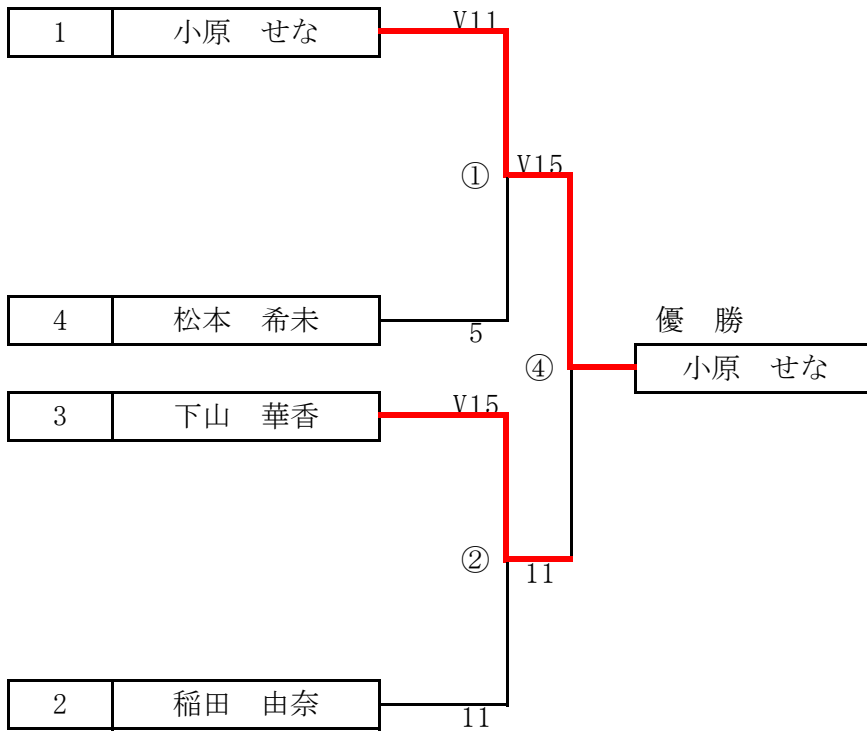 1 小原　せな
V11
① V15
4 松本　希未
5
優　勝
④ 小原　せな
3 下山　華香
V15
②
11
2 稲田　由奈
11